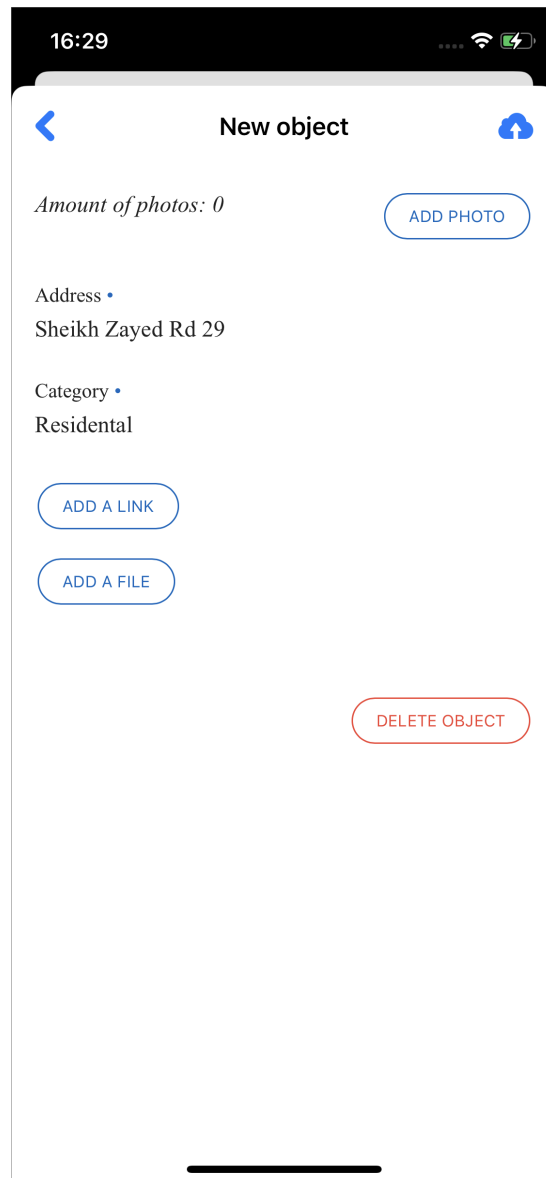 16:29
New object
Amount of photos: 0
ADD PHOTO
Address •
Sheikh Zayed Rd 29
Category •
Residental
ADD A LINK
ADD A FILE
DELETE OBJECT